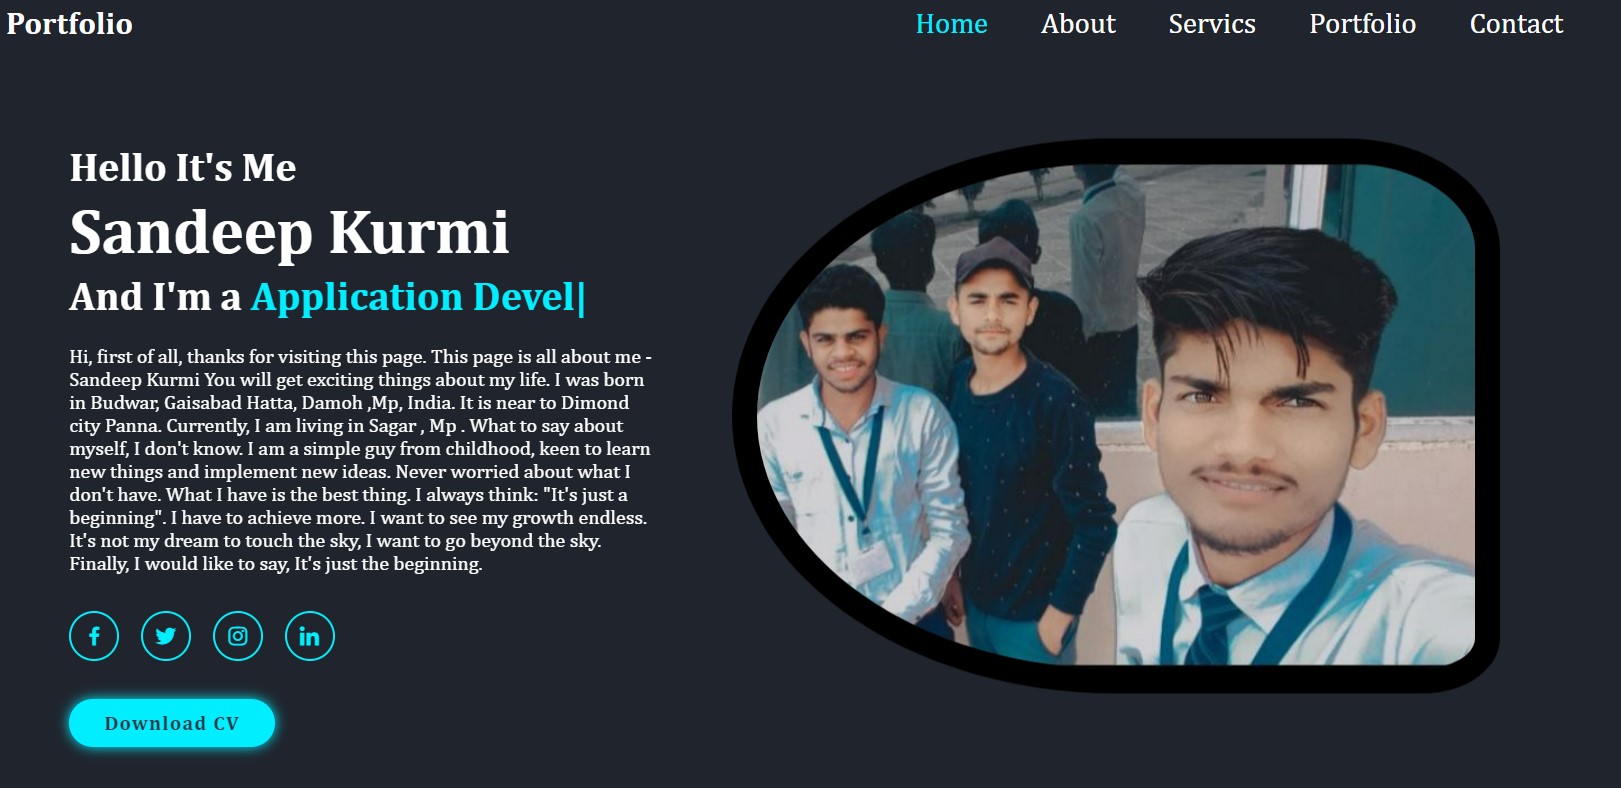 Portfolio
Home About Servics Portfolio Contact
Hello It's Me
Sandeep Kurmi
And I'm a Application Devel|
Hi, first of all, thanks for visiting this page. This page is all about me -
Sandeep Kurmi You will get exciting things about my life. I was born
in Budwar, Gaisabad Hatta, Damoh ,Mp, India. It is near to Dimond
city Panna. Currently, I am living in Sagar , Mp . What to say about
myself, I don't know. I am a simple guy from childhood, keen to learn
new things and implement new ideas. Never worried about what I
don't have. What I have is the best thing. I always think: "It's just a
beginning". I have to achieve more. I want to see my growth endless.
It's not my dream to touch the sky, I want to go beyond the sky.
Finally, I would like to say, It's just the beginning.
Download CV